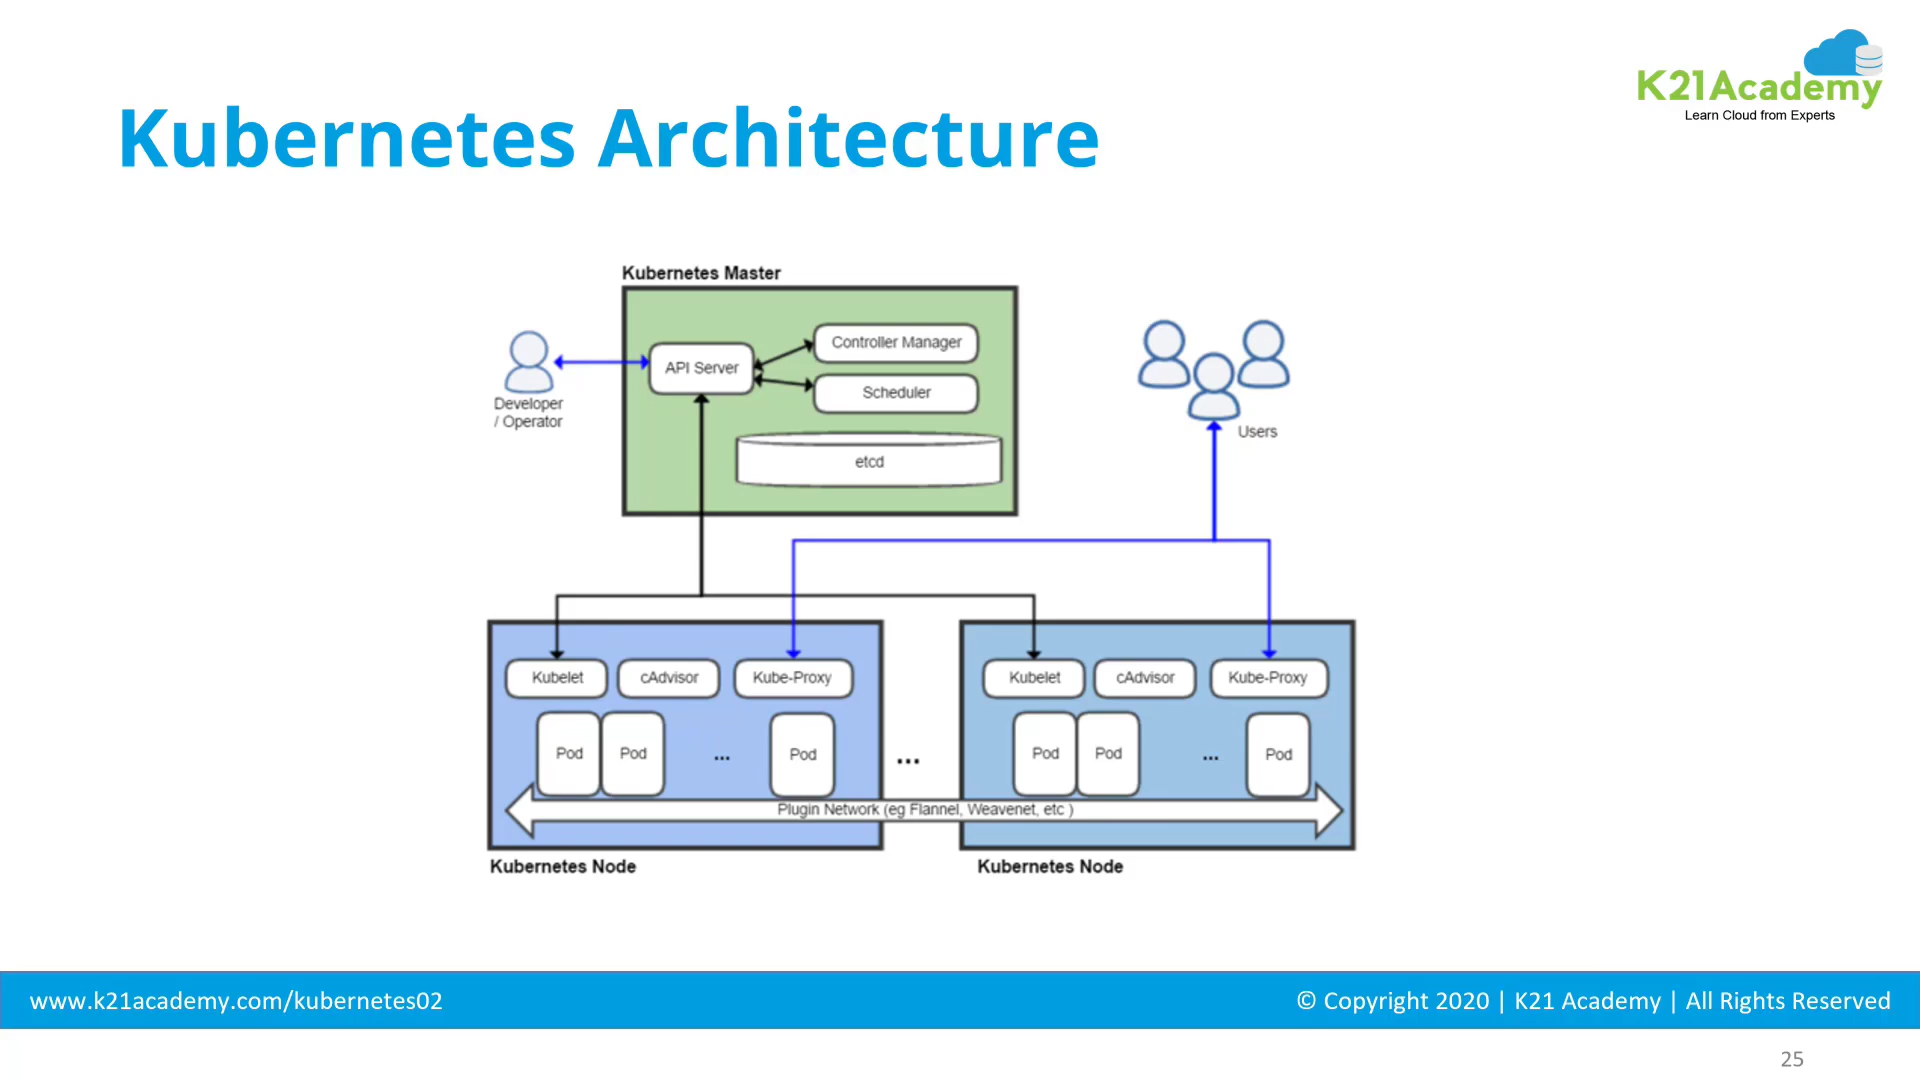 K21Academy
Learn Cloud from Experts
Kubernetes Architecture
Kubernetes Master
Developer
/ Operator
API Server
Controller Manager
Scheduler
etcd
Users
Kubelet
cAdvisor
Kube-Proxy
Pod
Pod
...
Pod
...
Kubelet
cAdvisor
Kube-Proxy
Pod
Pod
...
Pod
Plugin Network (eg Flannel, Weavenet, etc )
Kubernetes Node
Kubernetes Node
www.k21academy.com/kubernetes02
© Copyright 2020 | K21 Academy | All Rights Reserved
25